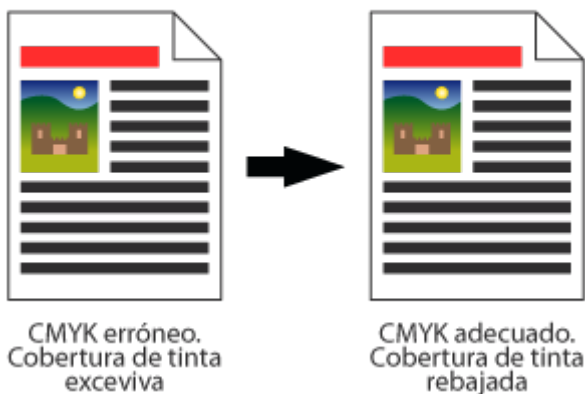 CMYK erróneo.
Cobertura de tinta
exceviva
CMYK adecuado.
Cobertura de tinta
rebajada